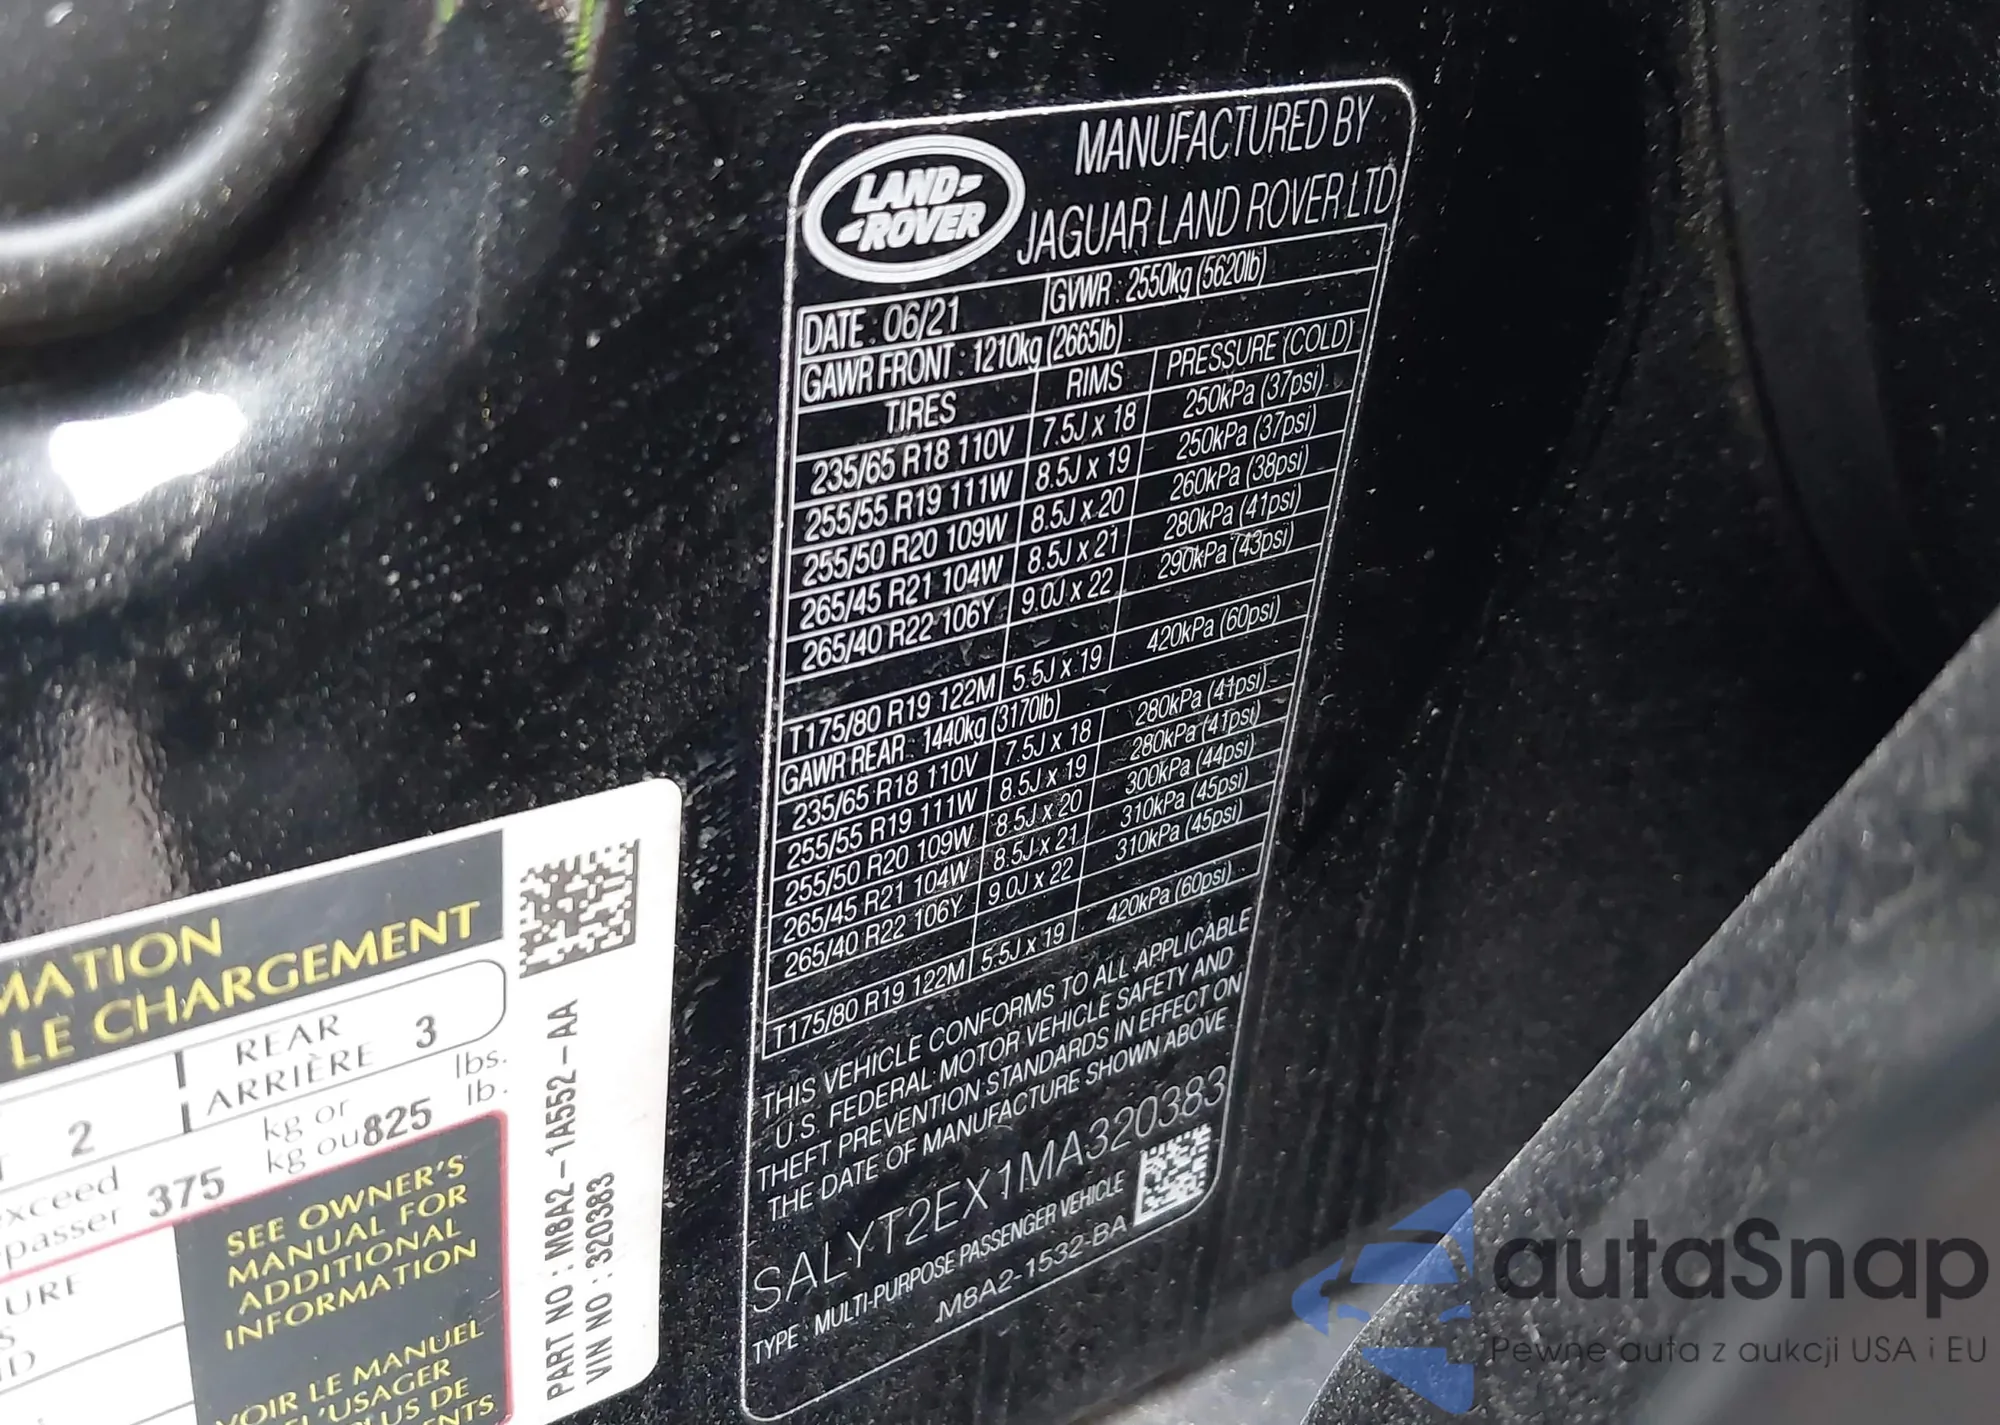 LAND
ROVER
MANUFACTURED BY
JAGUAR LAND ROVER LTD
DATE : 06/21 GVWR : 2550kg (5620lb)
GAWR FRONT : 1210kg (2665lb)
TIRES RIMS PRESSURE (COLD)
235/65 R18 110V 7.5J x 18 250kPa (37psi)
255/55 R19 111W 8.5J x 19 250kPa (37psi)
255/50 R20 109W 8.5J x 20 260kPa (38psi)
265/45 R21 104W 8.5J x 21 280kPa (41psi)
265/40 R22 106Y 9.0J x 22 290kPa (43psi)
T175/80 R19 122M 5.5J x 19 420kPa (60psi)
GAWR REAR : 1440kg (3170lb)
235/65 R18 110V 7.5J x 18 280kPa (41psi)
255/55 R19 111W 8.5J x 19 280kPa (41psi)
255/50 R20 109W 8.5J x 20 300kPa (44psi)
265/45 R21 104W 8.5J x 21 310kPa (45psi)
265/40 R22 106Y 9.0J x 22 310kPa (45psi)
T175/80 R19 122M 5.5J x 19 420kPa (60psi)
THIS VEHICLE CONFORMS TO ALL APPLICABLE
U.S. FEDERAL MOTOR VEHICLE SAFETY AND
THEFT PREVENTION STANDARDS IN EFFECT ON
THE DATE OF MANUFACTURE SHOWN ABOVE
SALYT2EX1MA320383
TYPE : MULTI-PURPOSE PASSENGER VEHICLE
M8A2-1532-BA
MATION
LE CHARGEMENT
REAR
2 ARRIÈRE 3
xceed kg or lbs.
passer 375 kg ou 825 lb.
URE
SEE OWNER'S
MANUAL FOR
ADDITIONAL
INFORMATION
VOIR LE MANUEL
L'USAGER
PLUS DE
PART NO : M8A2-1A552-AA
VIN NO : 320383
autaSnap
Pewne auta z aukcji USA i EU